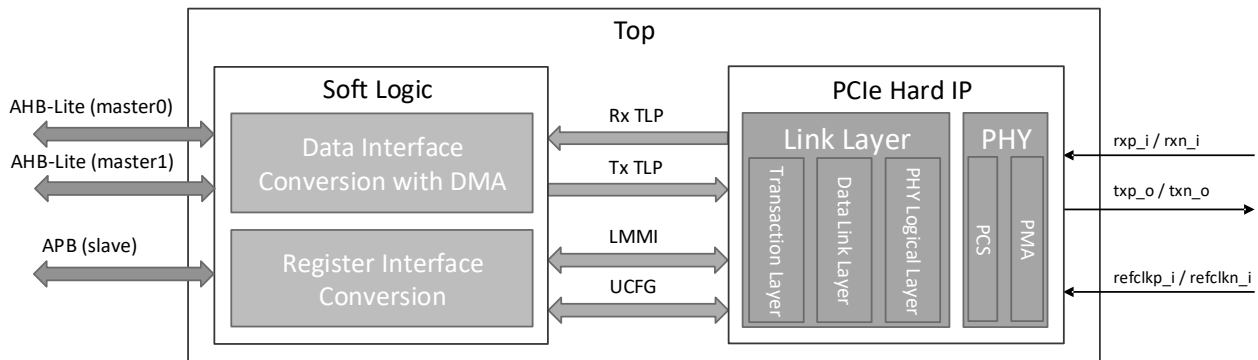 Top
Soft Logic
PCIe Hard IP
AHB-Lite (master0)
AHB-Lite (master1)
APB (slave)
Data Interface
Conversion with DMA
Register Interface
Conversion
Rx TLP
Tx TLP
LMMI
UCFG
Link Layer
Transaction Layer
Data Link Layer
PHY Logical Layer
PHY
PCS
PMA
rxp_i / rxn_i
txp_o / txn_o
refclkp_i / refclkn_i